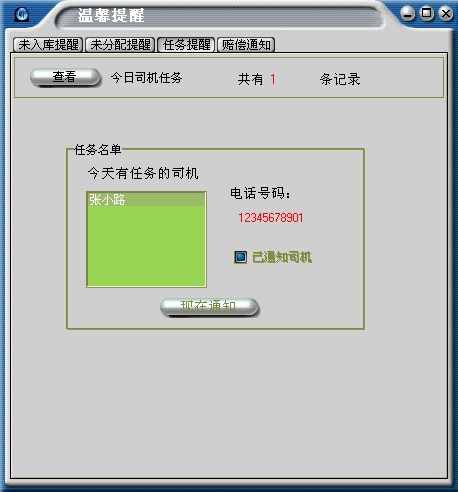 温馨提醒
未入库提醒 未分配提醒 任务提醒 赔偿通知
查看 今日司机任务 共有 1 条记录
任务名单
今天有任务的司机
张小路
电话号码：
12345678901
已通知司机
现在通知